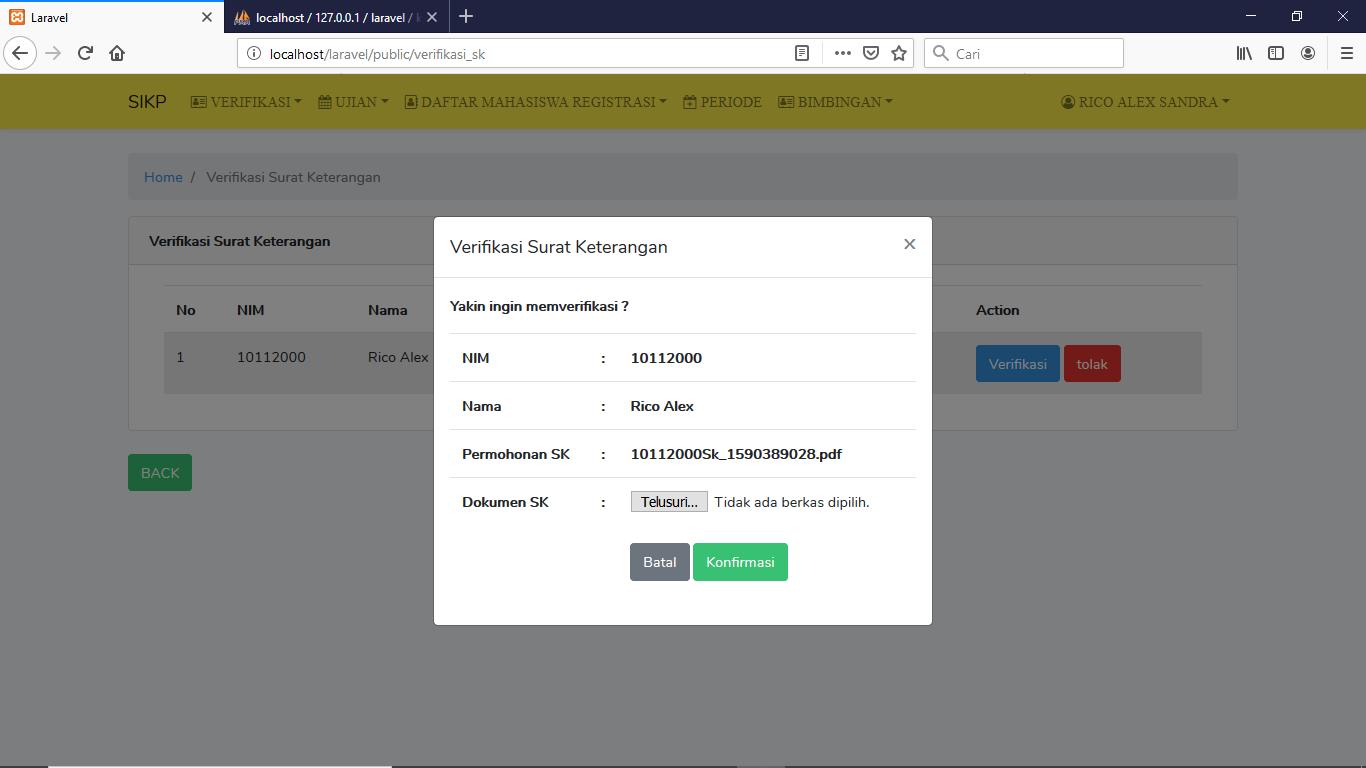 Laravel
localhost / 127.0.0.1 / laravel /
localhost/laravel/public/verifikasi_sk
Cari
SIKP VERIFIKASI UJIAN DAFTAR MAHASISWA REGISTRASI PERIODE BIMBINGAN RICO ALEX SANDRA
Home / Verifikasi Surat Keterangan
Verifikasi Surat Keterangan
No NIM Nama Action
1 10112000 Rico Alex Verifikasi tolak
BACK
Verifikasi Surat Keterangan ×
Yakin ingin memverifikasi ?
NIM : 10112000
Nama : Rico Alex
Permohonan SK : 10112000Sk_1590389028.pdf
Dokumen SK : Telusuri... Tidak ada berkas dipilih.
Batal Konfirmasi